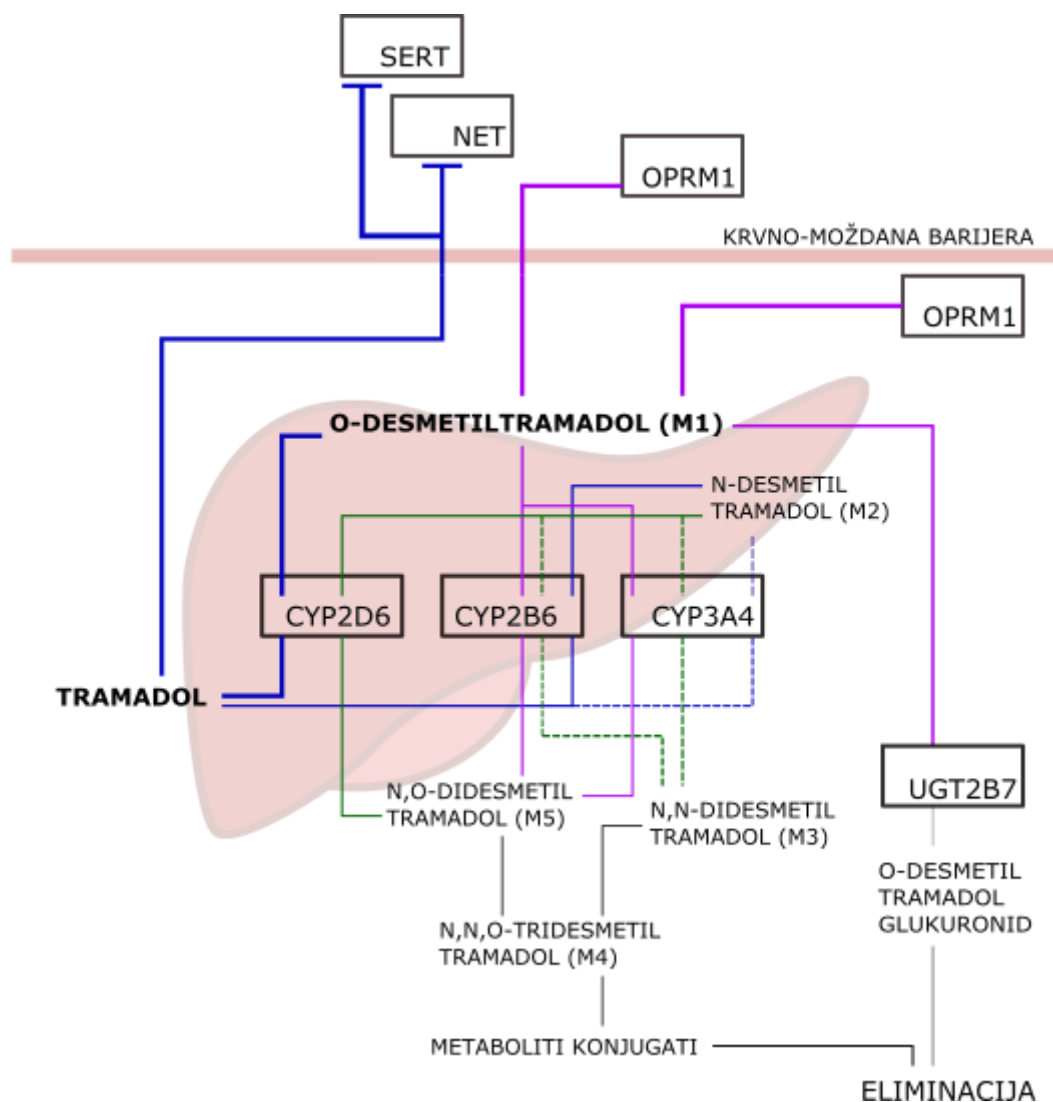 SERT
NET
OPRM1
KRVNO-MOŽDANA BARIJERA
OPRM1
O-DESMETILTRAMADOL (M1)
N-DESMETIL
TRAMADOL (M2)
CYP2D6
CYP2B6
CYP3A4
TRAMADOL
UGT2B7
N,O-DIDESMETIL
TRAMADOL (M5)
N,N-DIDESMETIL
TRAMADOL (M3)
O-DESMETIL
TRAMADOL
GLUKURONID
N,N,O-TRIDESMETIL
TRAMADOL (M4)
METABOLITI KONJUGATI
ELIMINACIJA